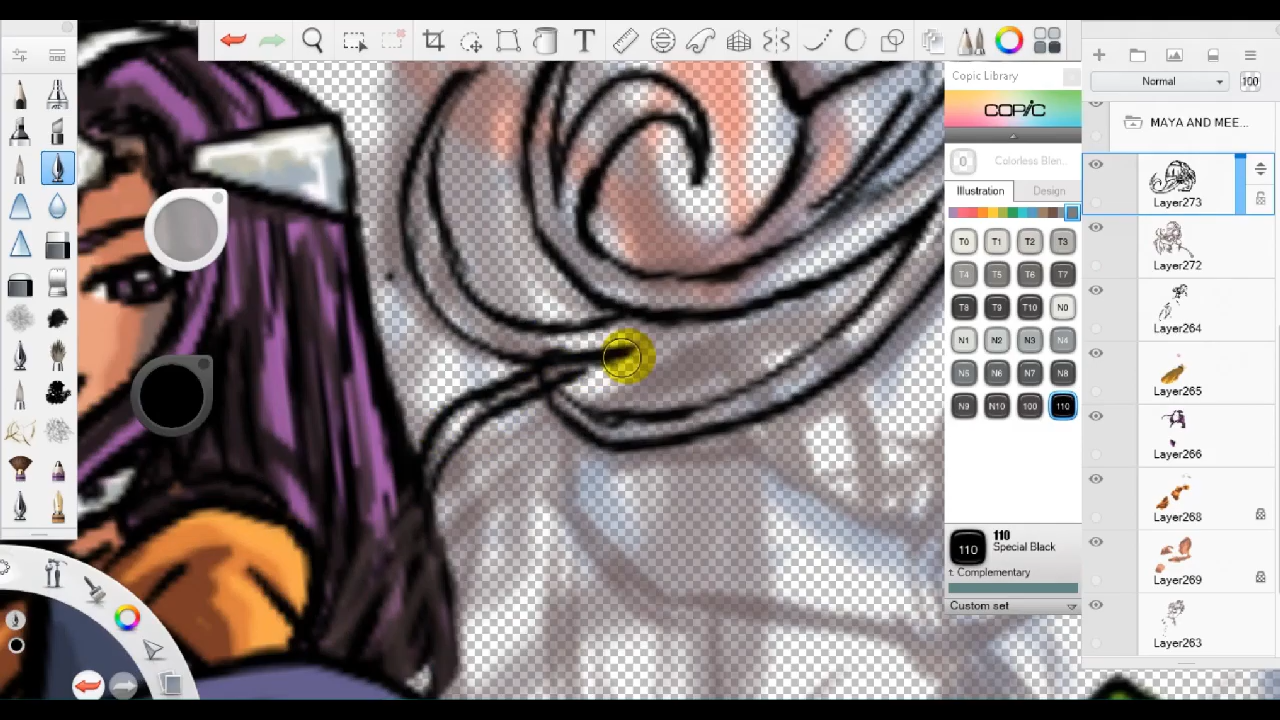 Copic Library
COPIC
Normal
100
MAYA AND MEE...
0
Colorless Blen...
Layer273
Illustration
Design
T0 T1 T2 T3
Layer272
T4 T5 T6 T7
T8 T9 T10 N0
Layer264
N1 N2 N3 N4
N5 N6 N7 N8
Layer265
N9 N10 100 110
Layer266
Layer268
110
110
Special Black
t. Complementary
Layer269
Custom set
Layer263